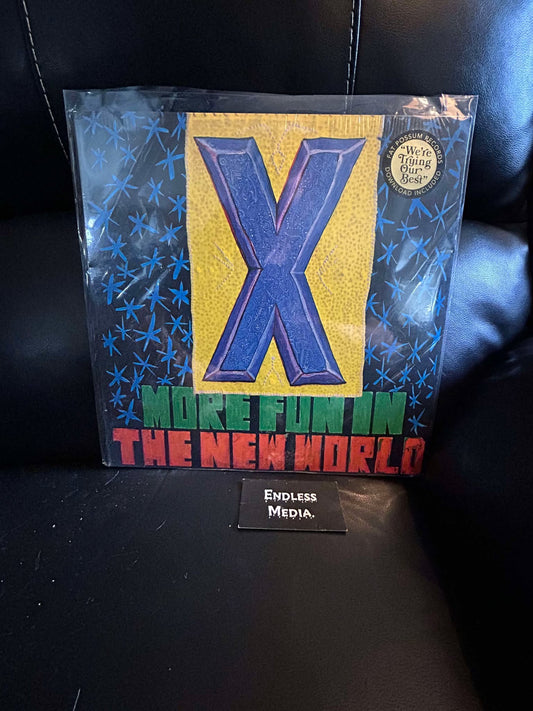 X
FAT POSSUM RECORDS
"We're
Trying
Our
Best"
DOWNLOAD INCLUDED
MORE FUN IN
THE NEW WORLD
ENDLESS
MEDIA.